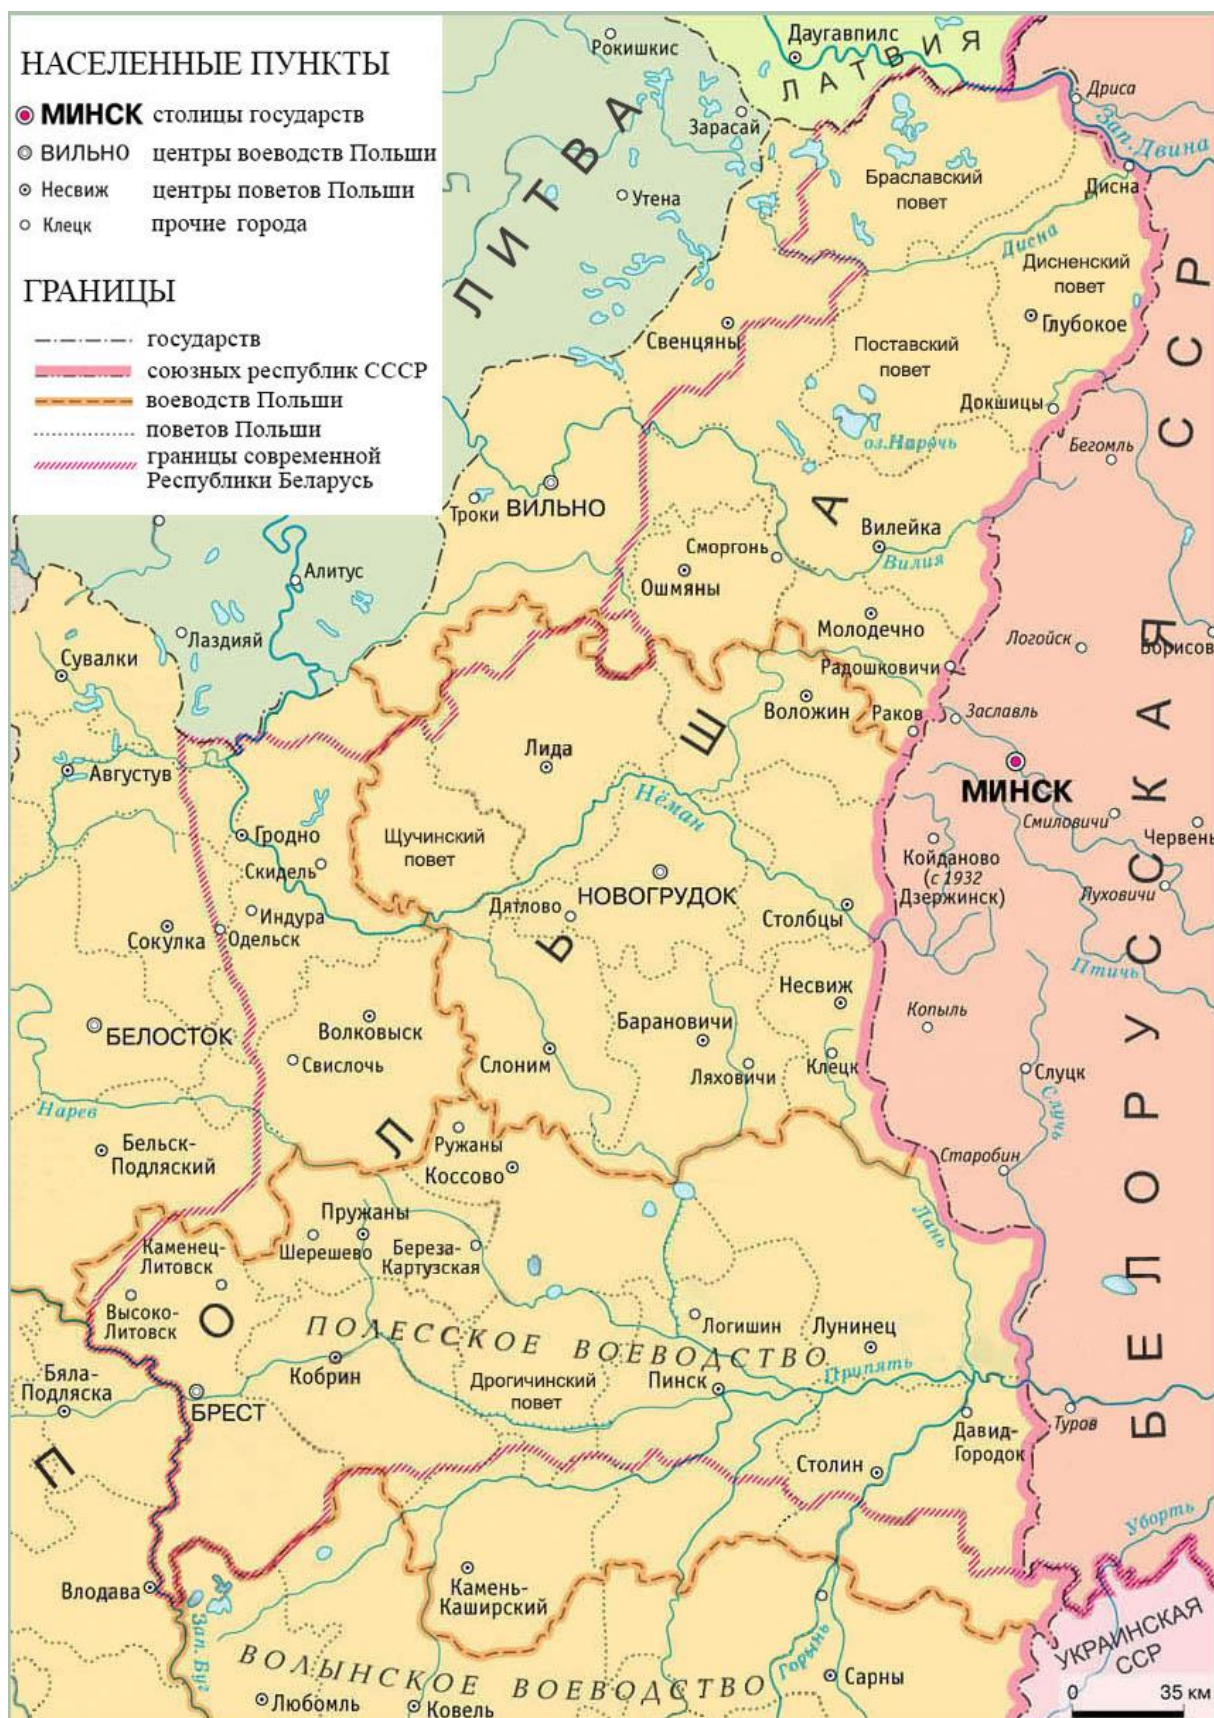 НАСЕЛЕННЫЕ ПУНКТЫ
МИНСК столицы государств
ВИЛЬНО центры воеводств Польши
Несвиж центры поветов Польши
Клецк прочие города
ГРАНИЦЫ
государств
союзных республик СССР
воеводств Польши
поветов Польши
границы современной
Республики Беларусь
Рокишкис
Даугавпилс
ЛАТВИЯ
Дриса
Зап. Двина
Зарасай
ЛИТВА
Утена
Браславский
повет
Дисна
Дисна
Дисненский
повет
Глубокое
Свенцяны
Поставский
повет
Докшицы
оз. Нарочь
Бегомль
Троки
ВИЛЬНО
Вилейка
Вилия
Сморгонь
Ошмяны
Алитус
Лаздияй
Молодечно
Логойск
Борисов
Сувалки
Радошковичи
Воложин
Раков
Заславль
МИНСК
Лида
Августув
Нёман
Смиловичи
Червень
Гродно
Щучинский
повет
Койданово
(с 1932
Дзержинск)
Скидель
НОВОГРУДОК
Луховичи
Индура
Дятлово
Столбцы
Сокулка
Одельск
Птичь
Несвиж
Копыль
БЕЛОСТОК
Волковыск
Барановичи
Слоним
Свислочь
Ляховичи
Клецк
Слуцк
Случь
Нарев
Бельск-
Подляский
Ружаны
Коссово
Старобин
Пружаны
Лань
Каменец-
Литовск
Шерешево
Береза-
Картузская
Высоко-
Литовск
ПОЛЕССКОЕ ВОЕВОДСТВО
Логишин
Лунинец
Бяла-
Подляска
Кобрин
Дрогичинский
повет
Пинск
Припять
БРЕСТ
Давид-
Городок
Туров
Столин
ПОЛЬША
БЕЛОРУССКАЯ ССР
Уборть
Влодава
Камень-
Каширский
Зап. Буг
УКРАИНСКАЯ
ССР
Горынь
ВОЛЫНСКОЕ ВОЕВОДСТВО
Сарны
Любомль
Ковель
0 35 км